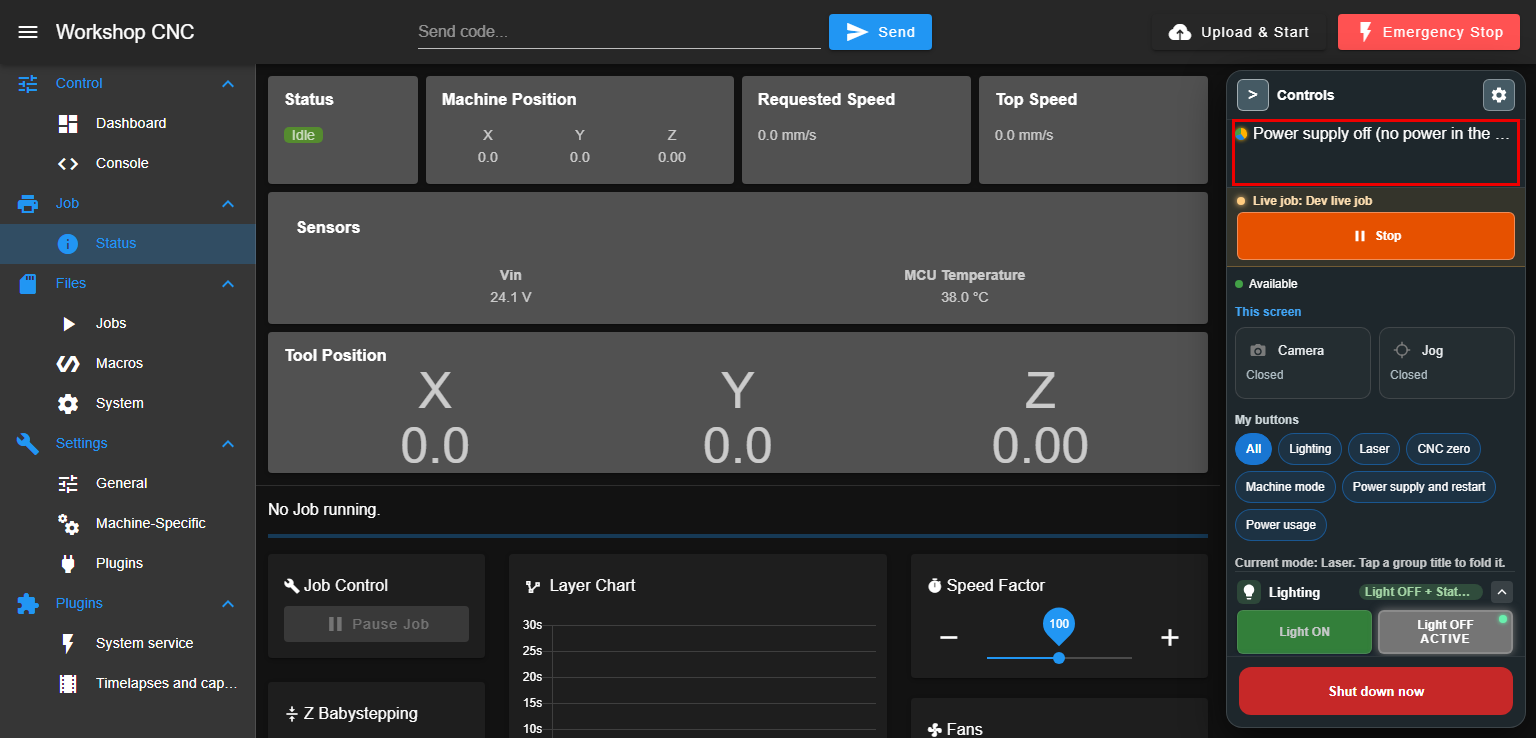 Workshop CNC
Send code...
Send
Upload & Start
Emergency Stop
Control
Dashboard
Console
Job
Status
Files
Jobs
Macros
System
Settings
General
Machine-Specific
Plugins
Plugins
System service
Timelapses and cap...
Status
Idle
Machine Position
X Y Z
0.0 0.0 0.00
Requested Speed
0.0 mm/s
Top Speed
0.0 mm/s
Sensors
Vin
24.1 V
MCU Temperature
38.0 °C
Tool Position
X Y Z
0.0 0.0 0.00
No Job running.
Job Control
Pause Job
Z Babystepping
Layer Chart
30s
25s
20s
15s
10s
Speed Factor
100
Fans
> Controls
Power supply off (no power in the ...
Live job: Dev live job
Stop
Available
This screen
Camera
Closed
Jog
Closed
My buttons
All Lighting Laser CNC zero
Machine mode Power supply and restart
Power usage
Current mode: Laser. Tap a group title to fold it.
Lighting Light OFF + Stat...
Light ON
Light OFF
ACTIVE
Shut down now